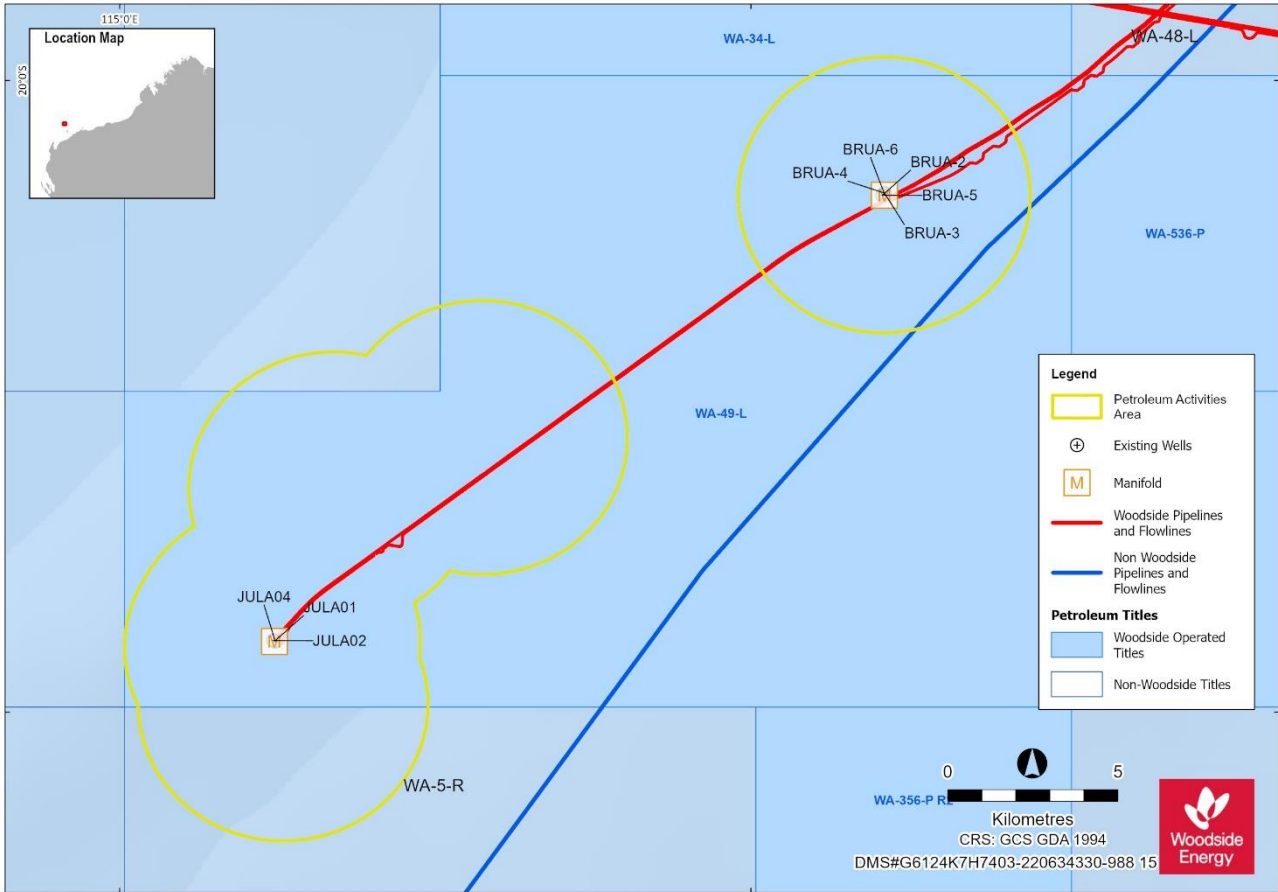 115°0'E
Location Map
20°0'S
WA-34-L
WA-48-L
BRUA-6
BRUA-2
BRUA-4
BRUA-5
M
BRUA-3
WA-536-P
WA-49-L
Legend
Petroleum Activities
Area
Existing Wells
M
Manifold
Woodside Pipelines
and Flowlines
Non Woodside
Pipelines and
Flowlines
Petroleum Titles
Woodside Operated
Titles
Non-Woodside Titles
JULA04
JULA01
M
JULA02
WA-5-R
0 5
WA-356-P R2
Kilometres
CRS: GCS GDA 1994
DMS#G6124K7H7403-220634330-988 15
Woodside
Energy